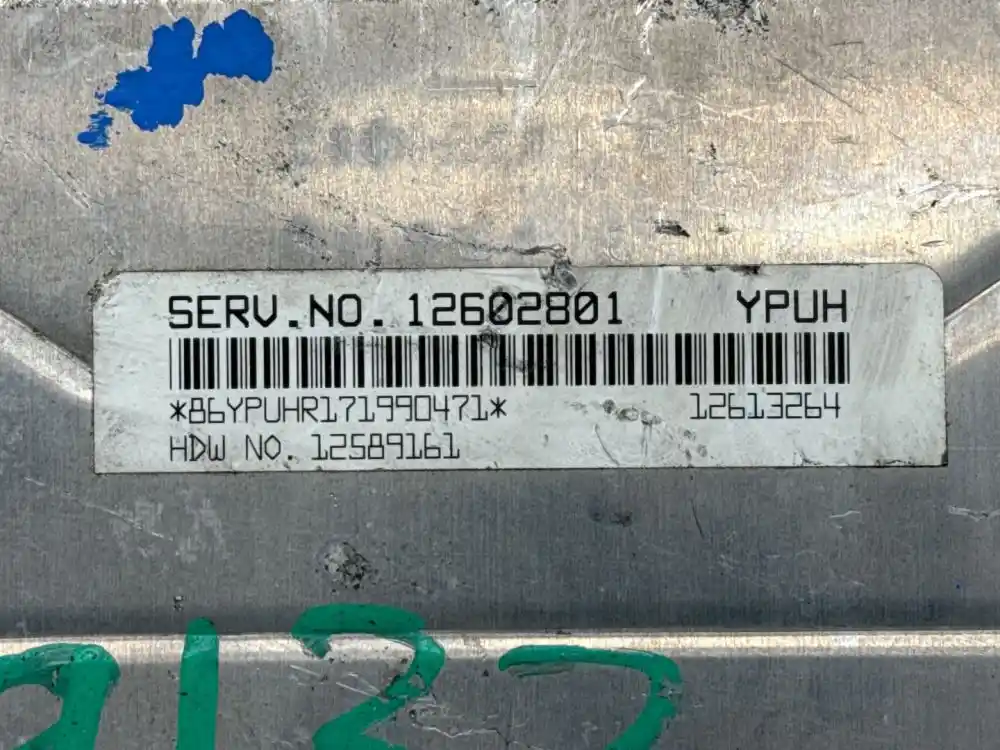 SERV.NO.12602801 YPUH
*86YPUHR171990471* 12613264
HDW NO. 12589161